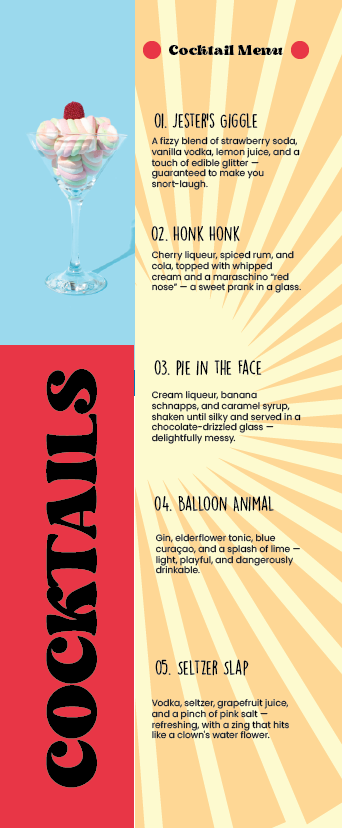 Cocktail Menu
01. JESTER'S GIGGLE
A fizzy blend of strawberry soda,
vanilla vodka, lemon juice, and a
touch of edible glitter —
guaranteed to make you
snort-laugh.
02. HONK HONK
Cherry liqueur, spiced rum, and
cola, topped with whipped
cream and a maraschino “red
nose” — a sweet prank in a glass.
03. PIE IN THE FACE
Cream liqueur, banana
schnapps, and caramel syrup,
shaken until silky and served in a
chocolate-drizzled glass —
delightfully messy.
04. BALLOON ANIMAL
Gin, elderflower tonic, blue
curaçao, and a splash of lime —
light, playful, and dangerously
drinkable.
05. SELTZER SLAP
Vodka, seltzer, grapefruit juice,
and a pinch of pink salt —
refreshing, with a zing that hits
like a clown's water flower.
COCKTAILS